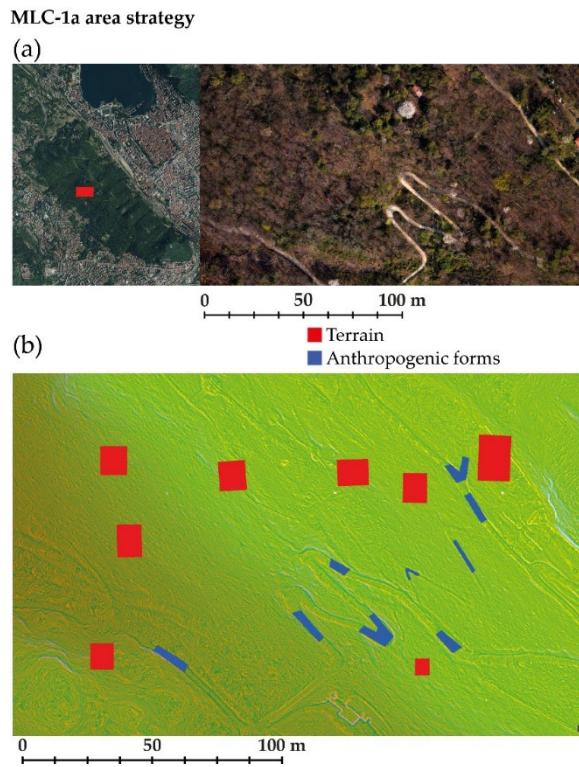 MLC-1a area strategy
(a)
0 50 100 m
Terrain
Anthropogenic forms
(b)
0 50 100 m